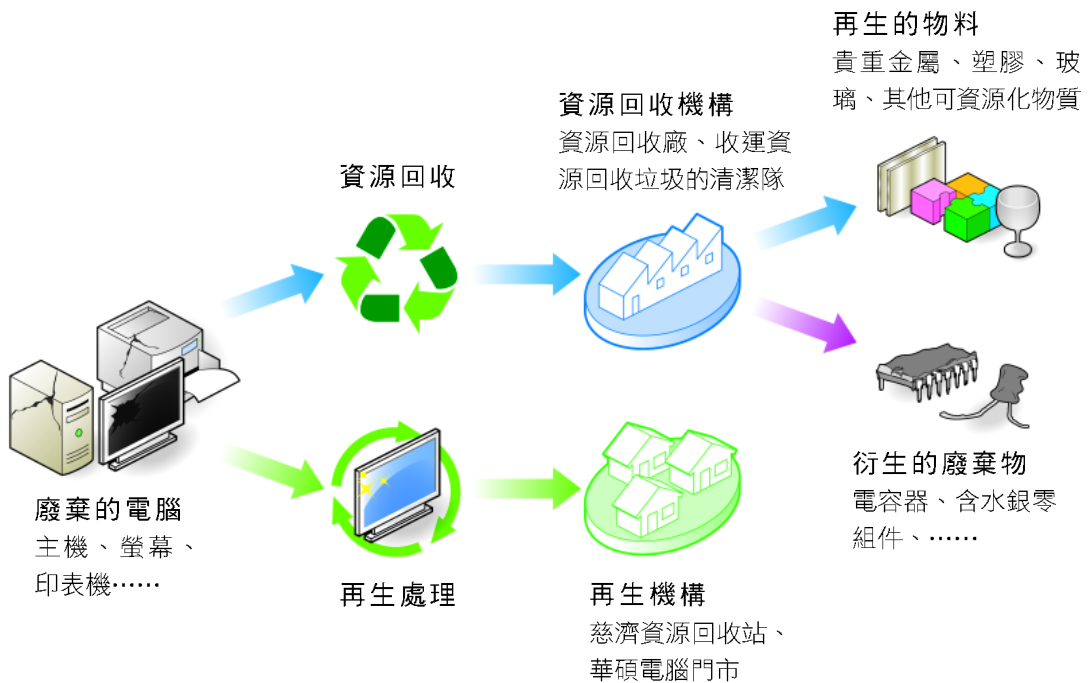 廢棄的電腦
主機、螢幕、
印表機……
資源回收
資源回收機構
資源回收廠、收運資
源回收垃圾的清潔隊
再生的物料
貴重金屬、塑膠、玻
璃、其他可資源化物質
衍生的廢棄物
電容器、含水銀零
組件、……
再生處理
再生機構
慈濟資源回收站、
華碩電腦門市